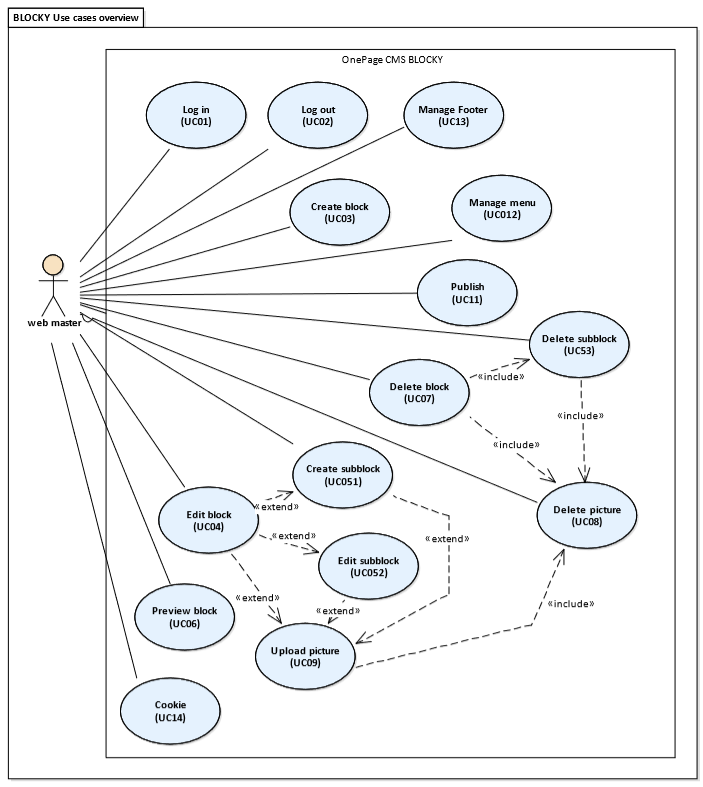 BLOCKY Use cases overview
OnePage CMS BLOCKY
Log in
(UC01)
Log out
(UC02)
Manage Footer
(UC13)
Create block
(UC03)
Manage menu
(UC012)
Publish
(UC11)
web master
Delete subblock
(UC53)
Delete block
(UC07)
«include»
«include»
«include»
Create subblock
(UC051)
Edit block
(UC04)
«extend»
Delete picture
(UC08)
«extend»
«extend»
Edit subblock
(UC052)
«extend»
«extend»
Preview block
(UC06)
«include»
Upload picture
(UC09)
Cookie
(UC14)